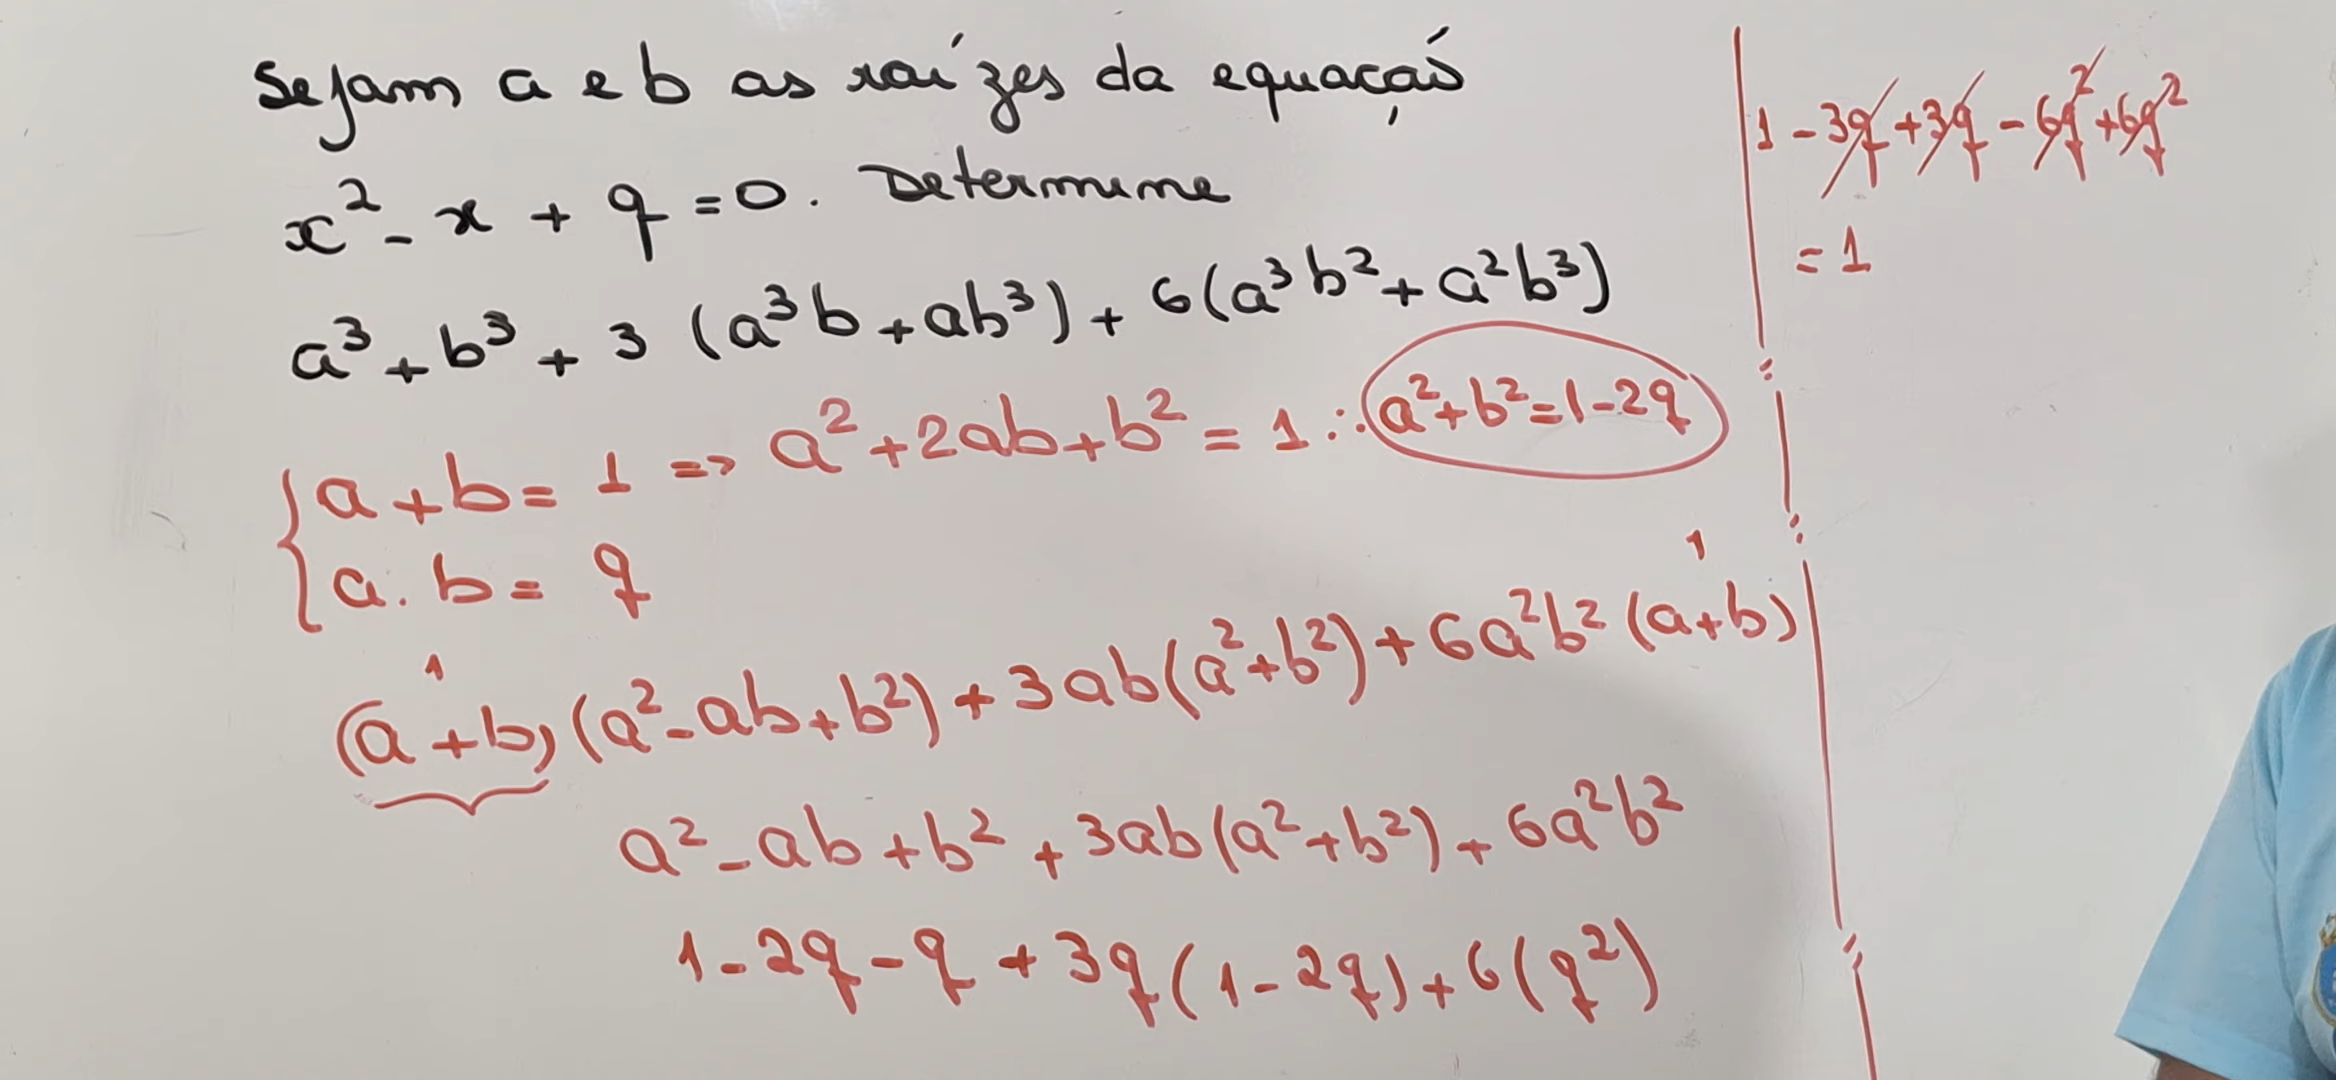 Sejam a e b as raízes da equação
x² - x + q = 0. Determine
a³ + b³ + 3 (a³b + ab³) + 6(a³b² + a²b³)
{ a + b = 1 => a² + 2ab + b² = 1 ∴ a² + b² = 1 - 2q
{ a . b = q
1 1
(a + b) (a² - ab + b²) + 3ab(a² + b²) + 6a²b² (a + b)
a² - ab + b² + 3ab(a² + b²) + 6a²b²
1 - 2q - q + 3q(1 - 2q) + 6(q²)
1 - 3q + 3q - 6q² + 6q²
= 1